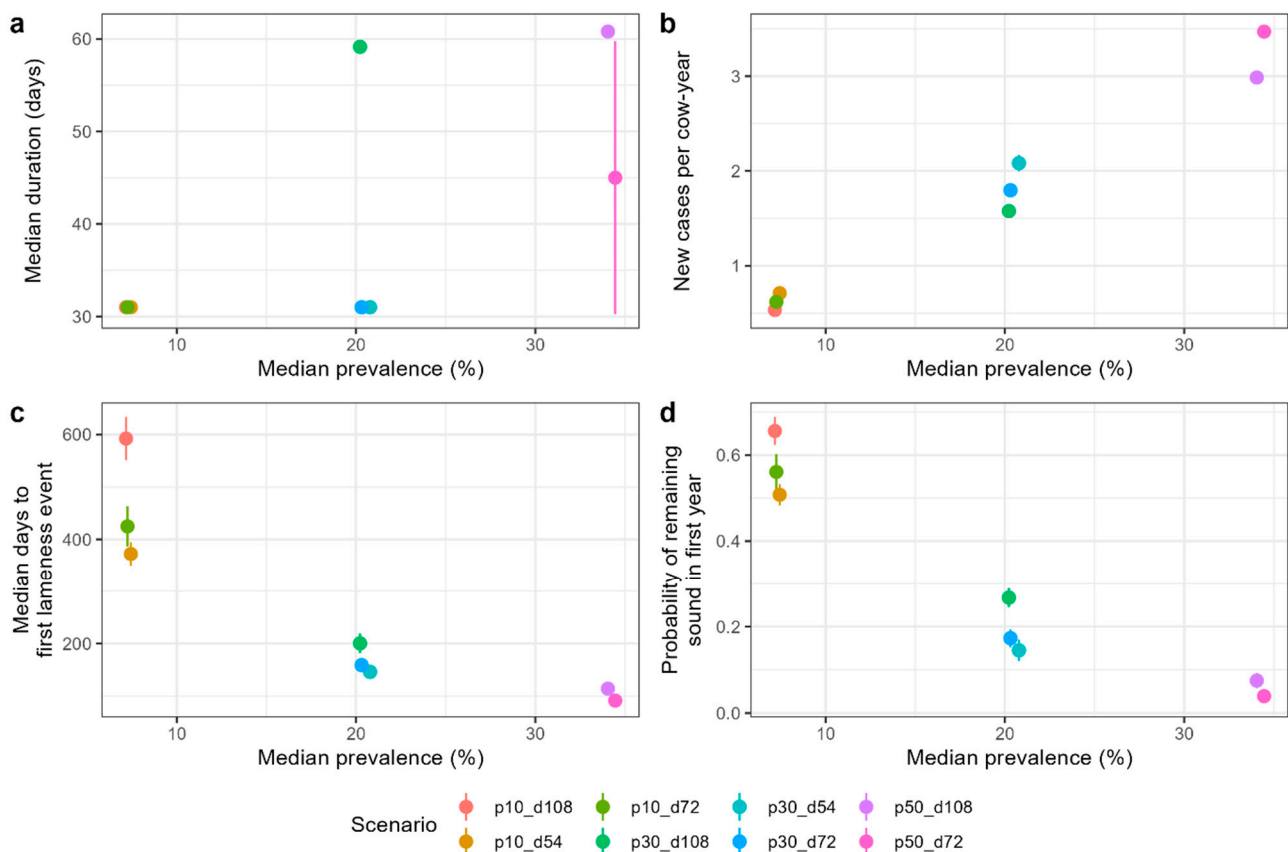 a
60
50
40
30
Median duration (days)
10
20
30
Median prevalence (%)
b
3
2
1
New cases per cow-year
10
20
30
Median prevalence (%)
c
600
400
200
Median days to
first lameness event
10
20
30
Median prevalence (%)
d
0.6
0.4
0.2
0.0
Probability of remaining
sound in first year
10
20
30
Median prevalence (%)
Scenario
p10_d108
p10_d72
p30_d54
p50_d108
p10_d54
p30_d108
p30_d72
p50_d72